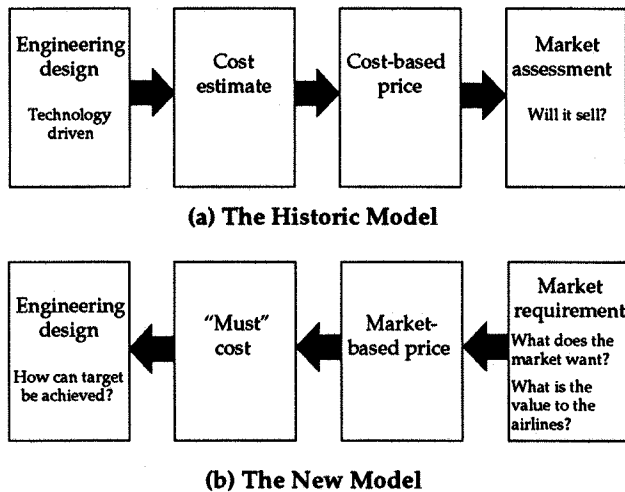 Engineering
design
Technology
driven
Cost
estimate
Cost-based
price
Market
assessment
Will it sell?
(a) The Historic Model
Engineering
design
How can target
be achieved?
“Must”
cost
Market-
based price
Market
requirement
What does the
market want?
What is the
value to the
airlines?
(b) The New Model